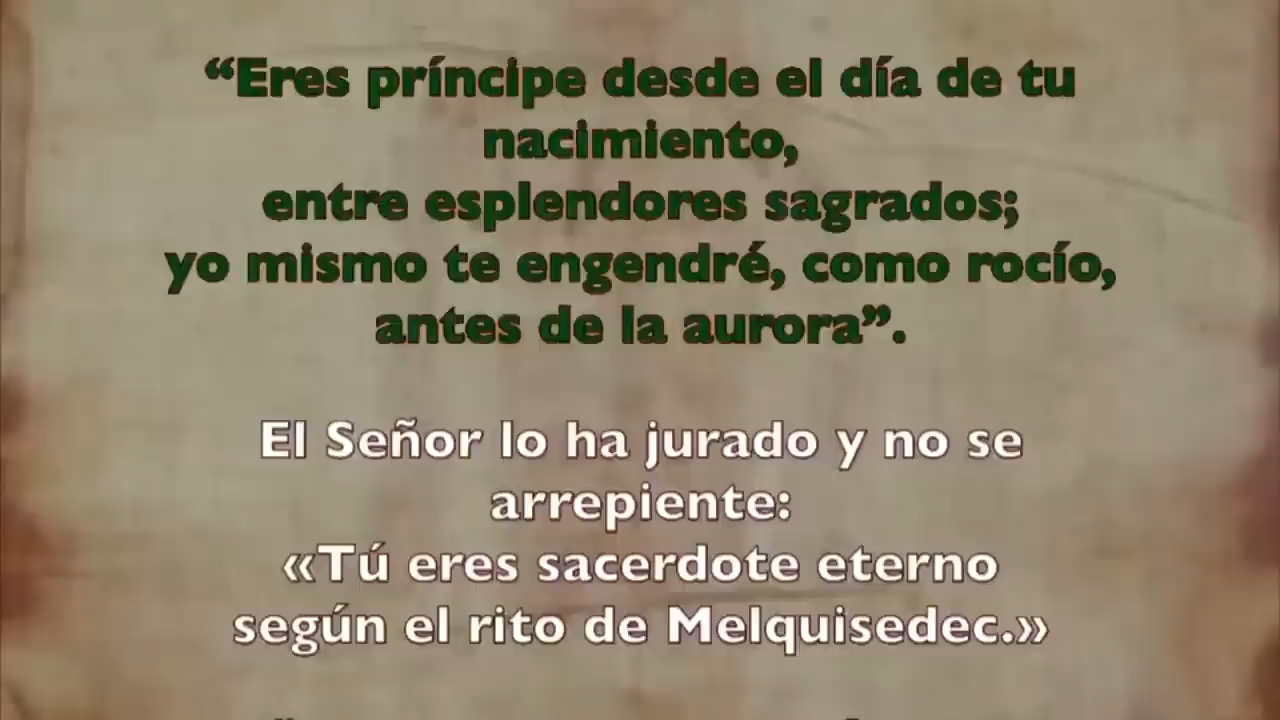 “Eres príncipe desde el día de tu
nacimiento,
entre esplendores sagrados;
yo mismo te engendré, como rocío,
antes de la aurora”.
El Señor lo ha jurado y no se
arrepiente:
«Tú eres sacerdote eterno
según el rito de Melquisedec.»